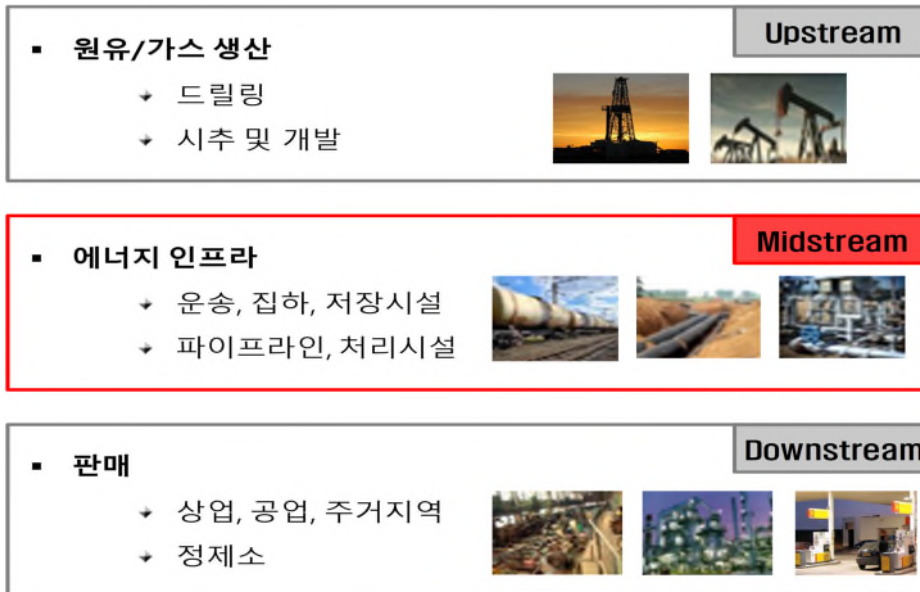 Upstream
▪ 원유/가스 생산
드릴링
시추 및 개발
Midstream
▪ 에너지 인프라
운송, 집하, 저장시설
파이프라인, 처리시설
Downstream
▪ 판매
상업, 공업, 주거지역
정제소